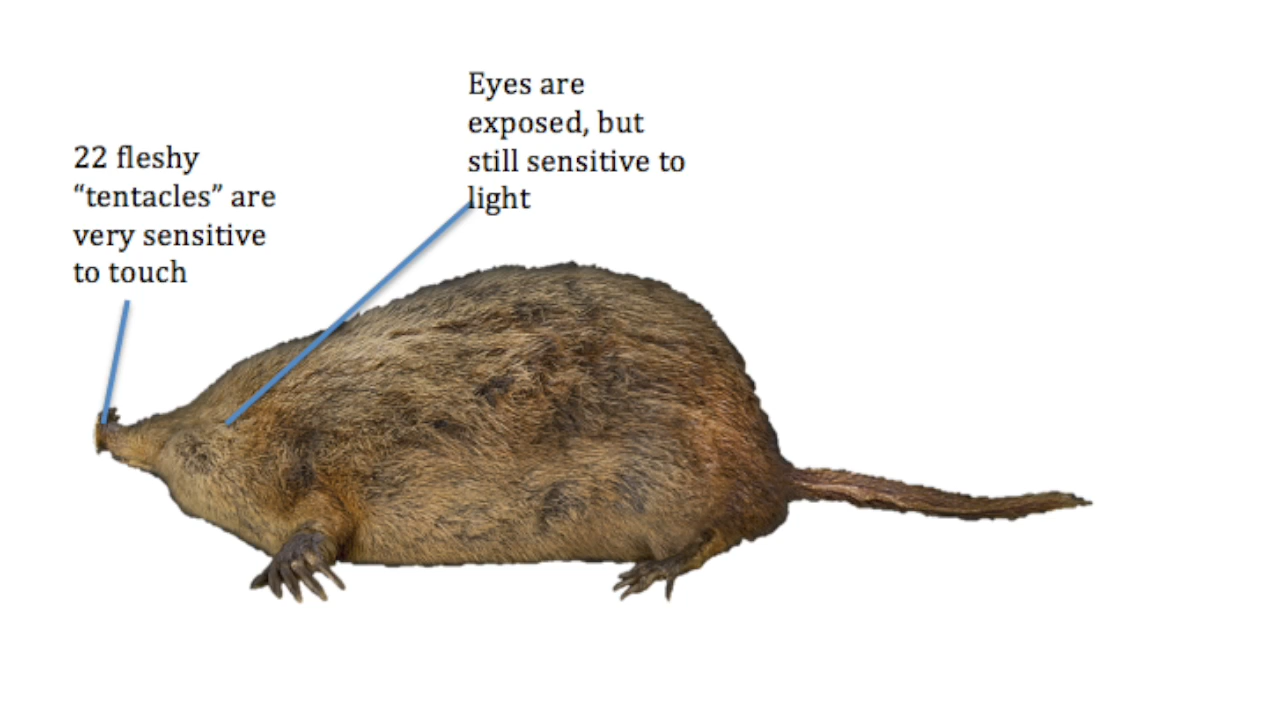 22 fleshy
“tentacles” are
very sensitive
to touch
Eyes are
exposed, but
still sensitive to
light